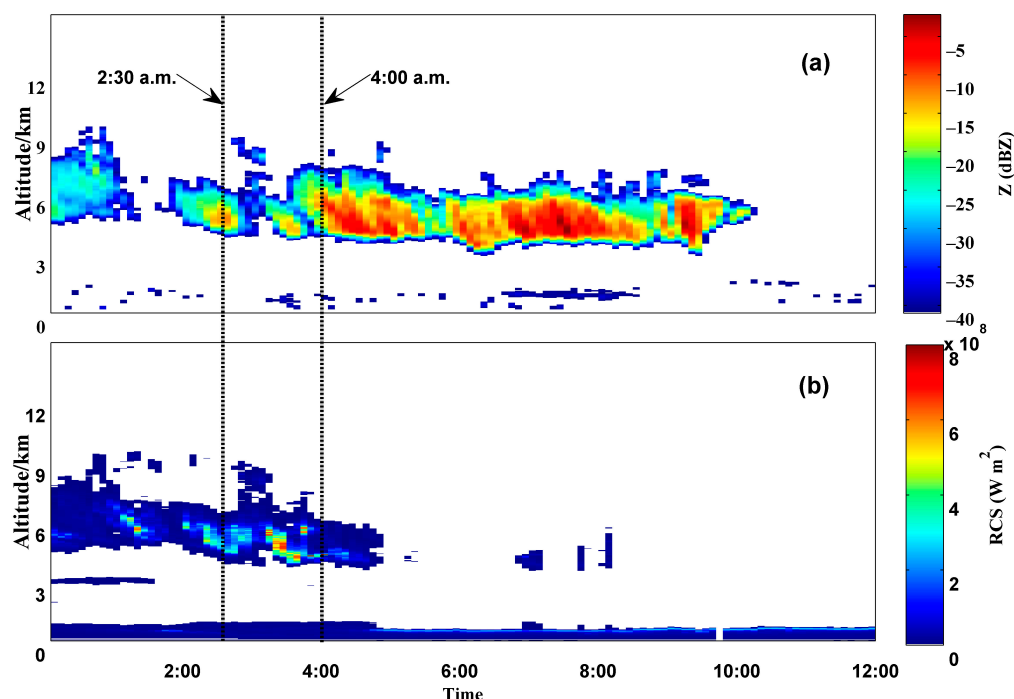 (a)
2:30 a.m.
4:00 a.m.
12
9
6
3
0
Altitude/km
–5
–10
–15
–20
–25
–30
–35
–40
Z (dBZ)
x 10 8
(b)
12
9
6
3
0
Altitude/km
8
6
4
2
0
RCS (W m2)
2:00 4:00 6:00 8:00 10:00 12:00
Time